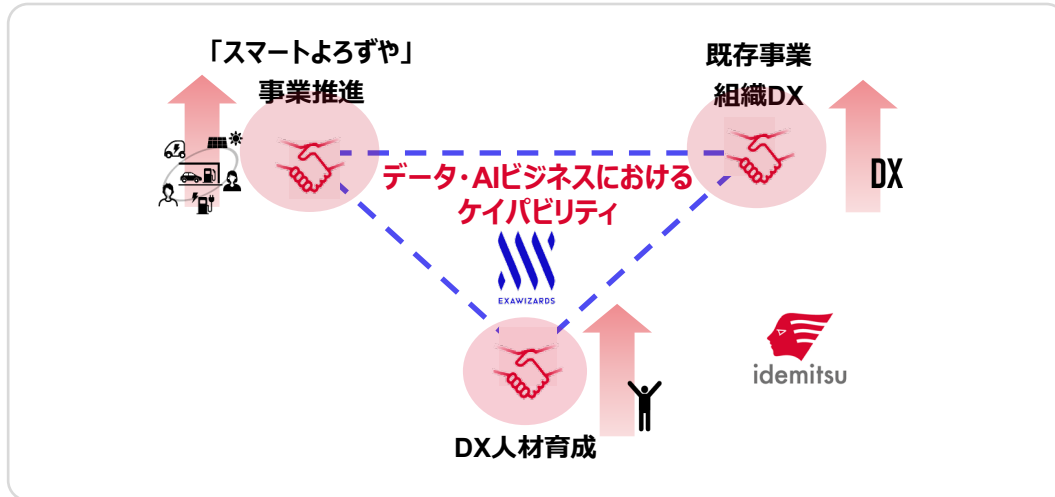 「スマートよろずや」
事業推進
既存事業
組織DX
データ・AIビジネスにおける
ケイパビリティ
DX
EXAWIZARDS
idemitsu
DX人材育成